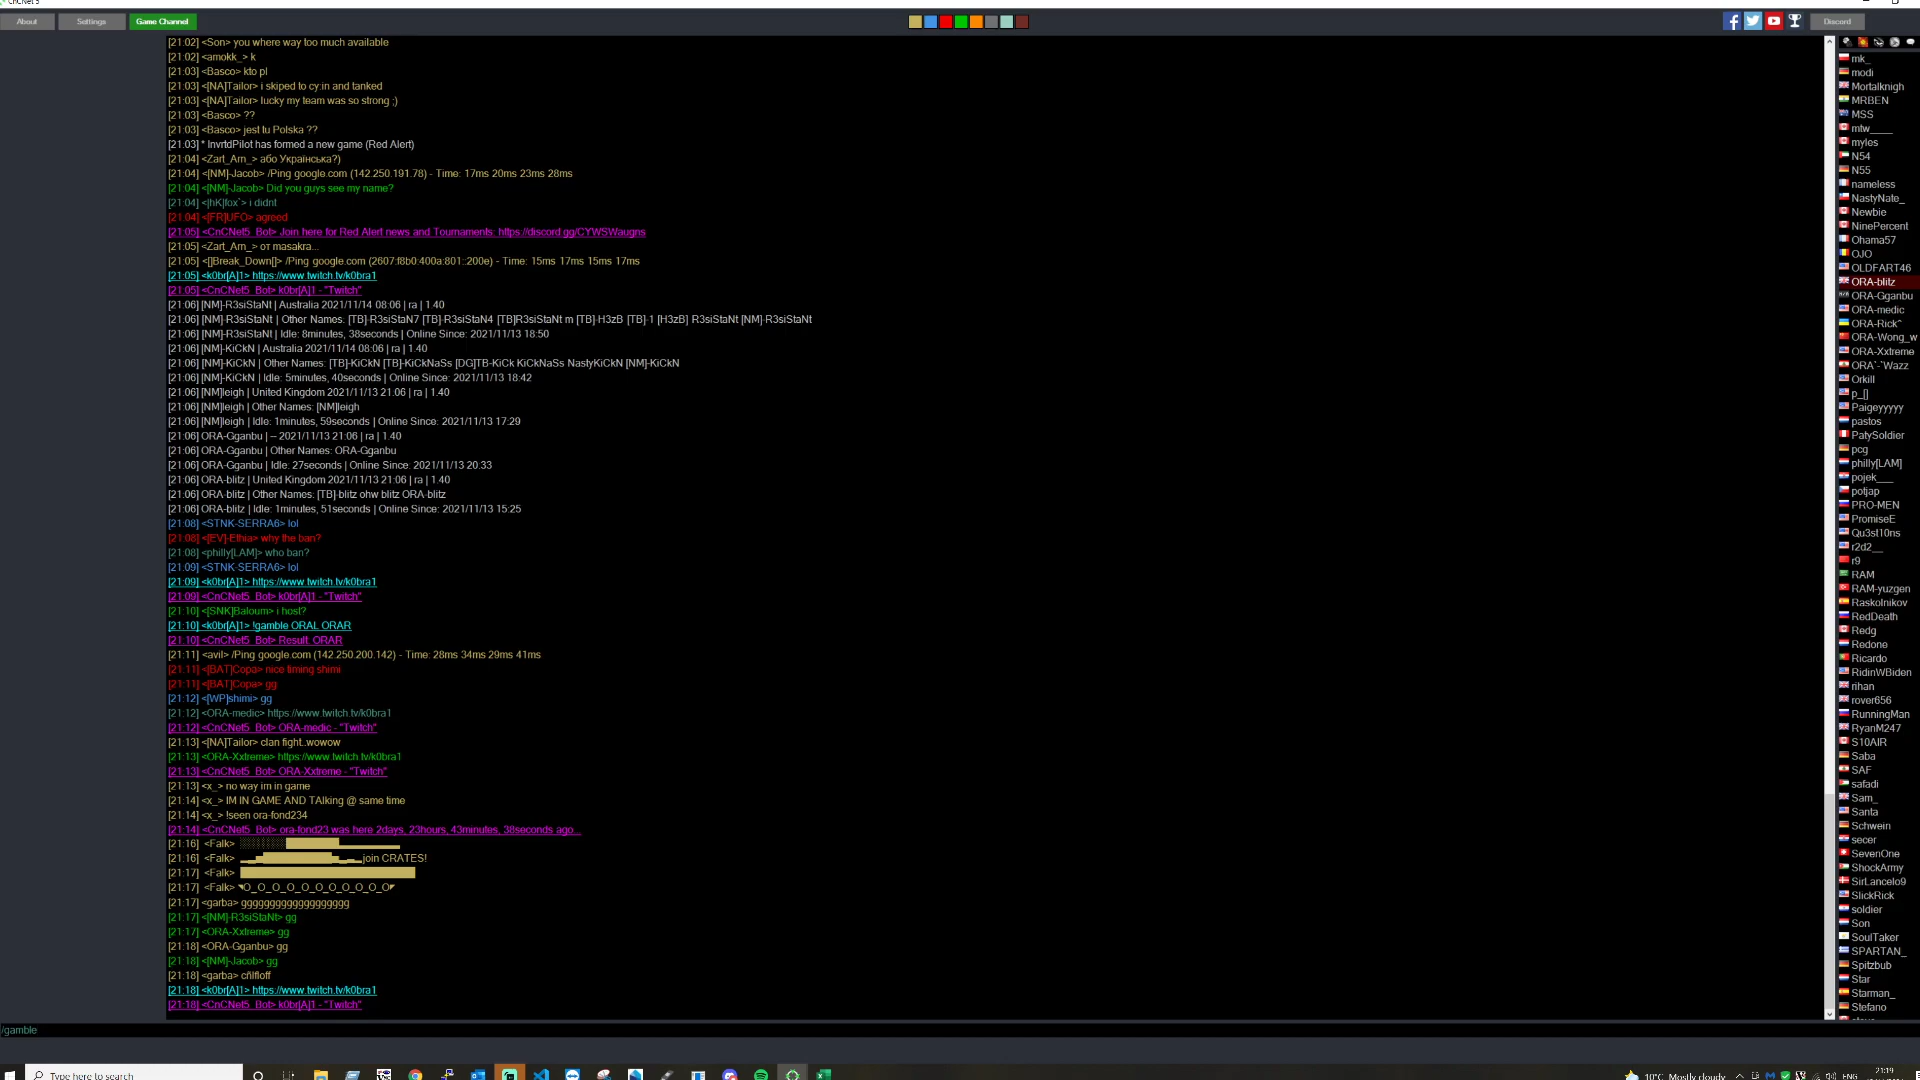 CnCNet 5
About Settings Game Channel Discord
[21:02] <Son> you where way too much available
[21:02] <amokk_> k
[21:03] <Basco> kto pl
[21:03] <[NA]Tailor> i skiped to cy:in and tanked
[21:03] <[NA]Tailor> lucky my team was so strong ;)
[21:03] <Basco> ??
[21:03] <Basco> jest tu Polska ??
[21:03] * InvrtdPilot has formed a new game (Red Alert)
[21:04] <Zart_Am_> або Українська?)
[21:04] <[NM]-Jacob> /Ping google.com (142.250.191.78) - Time: 17ms 20ms 23ms 28ms
[21:04] <[NM]-Jacob> Did you guys see my name?
[21:04] <|hK|fox`> i didnt
[21:04] <[FR]UFO> agreed
[21:05] <CnCNet5_Bot> Join here for Red Alert news and Tournaments: https://discord.gg/CYWSWaugns
[21:05] <Zart_Am_> от masakra...
[21:05] <[]Break_Down[]> /Ping google.com (2607:f8b0:400a:801::200e) - Time: 15ms 17ms 15ms 17ms
[21:05] <k0br[A]1> https://www.twitch.tv/k0bra1
[21:05] <CnCNet5_Bot> k0br[A]1 - "Twitch"
[21:06] [NM]-R3siStaNt | Australia 2021/11/14 08:06 | ra | 1.40
[21:06] [NM]-R3siStaNt | Other Names: [TB]-R3siStaN7 [TB]-R3siStaN4 [TB]R3siStaNt m [TB]-H3zB [TB]-1 [H3zB] R3siStaNt [NM]-R3siStaNt
[21:06] [NM]-R3siStaNt | Idle: 8minutes, 38seconds | Online Since: 2021/11/13 18:50
[21:06] [NM]-KiCkN | Australia 2021/11/14 08:06 | ra | 1.40
[21:06] [NM]-KiCkN | Other Names: [TB]-KiCkN [TB]-KiCkNaSs [DG]TB-KiCk KiCkNaSs NastyKiCkN [NM]-KiCkN
[21:06] [NM]-KiCkN | Idle: 5minutes, 40seconds | Online Since: 2021/11/13 18:42
[21:06] [NM]leigh | United Kingdom 2021/11/13 21:06 | ra | 1.40
[21:06] [NM]leigh | Other Names: [NM]leigh
[21:06] [NM]leigh | Idle: 1minutes, 59seconds | Online Since: 2021/11/13 17:29
[21:06] ORA-Gganbu | -- 2021/11/13 21:06 | ra | 1.40
[21:06] ORA-Gganbu | Other Names: ORA-Gganbu
[21:06] ORA-Gganbu | Idle: 27seconds | Online Since: 2021/11/13 20:33
[21:06] ORA-blitz | United Kingdom 2021/11/13 21:06 | ra | 1.40
[21:06] ORA-blitz | Other Names: [TB]-blitz ohw blitz ORA-blitz
[21:06] ORA-blitz | Idle: 1minutes, 51seconds | Online Since: 2021/11/13 15:25
[21:08] <STNK-SERRA6> lol
[21:08] <[EV]-Ethia> why the ban?
[21:08] <philly[LAM]> who ban?
[21:09] <STNK-SERRA6> lol
[21:09] <k0br[A]1> https://www.twitch.tv/k0bra1
[21:09] <CnCNet5_Bot> k0br[A]1 - "Twitch"
[21:10] <[SNK]Baloum> i host?
[21:10] <k0br[A]1> !gamble ORAL ORAR
[21:10] <CnCNet5_Bot> Result: ORAR
[21:11] <avil> /Ping google.com (142.250.200.142) - Time: 28ms 34ms 29ms 41ms
[21:11] <[BAT]Copa> nice timing shimi
[21:11] <[BAT]Copa> gg
[21:12] <[WP]shimi> gg
[21:12] <ORA-medic> https://www.twitch.tv/k0bra1
[21:12] <CnCNet5_Bot> ORA-medic - "Twitch"
[21:13] <[NA]Tailor> clan fight..wowow
[21:13] <ORA-Xxtreme> https://www.twitch.tv/k0bra1
[21:13] <CnCNet5_Bot> ORA-Xxtreme - "Twitch"
[21:13] <x_> no way im in game
[21:14] <x_> IM IN GAME AND TAlking @ same time
[21:14] <x_> !seen ora-fond234
[21:14] <CnCNet5_Bot> ora-fond23 was here 2days, 23hours, 43minutes, 38seconds ago...
[21:16] <Falk>
[21:16] <Falk> join CRATES!
[21:17] <Falk>
[21:17] <Falk> ◥O_O_O_O_O_O_O_O_O_O_O◤
[21:17] <garba> ggggggggggggggggggg
[21:17] <[NM]-R3siStaNt> gg
[21:17] <ORA-Xxtreme> gg
[21:18] <ORA-Gganbu> gg
[21:18] <[NM]-Jacob> gg
[21:18] <garba> cñlfloff
[21:18] <k0br[A]1> https://www.twitch.tv/k0bra1
[21:18] <CnCNet5_Bot> k0br[A]1 - "Twitch"
/gamble
mk_
modi
Mortalknigh
MRBEN
MSS
mtw____
myles
N54
N55
nameless
NastyNate_
Newbie
NinePercent
Ohama57
OJO
OLDFART46
ORA-blitz
ORA-Gganbu
ORA-medic
ORA-Rick^
ORA-Wong_w
ORA-Xxtreme
ORA`-`Wazz
Orkill
p_[]
Paigeyyyyy
pastos
PatySoldier
pcg
philly[LAM]
pojek___
potjap
PRO-MEN
PromiseE
Qu3st10ns
r2d2__
r9
RAM
RAM-yuzgen
Raskolnikov
RedDeath
Redg
Redone
Ricardo
RidinWBiden
rihan
rover656
RunningMan
RyanM247
S10AIR
Saba
SAF
safadi
Sam_
Santa
Schwein
secer
SevenOne
ShockArmy
SirLancelo9
SlickRick
soldier
Son
SoulTaker
SPARTAN_
Spitzbub
Star
Starman_
Stefano
Type here to search
10°C Mostly cloudy ENG 21:19